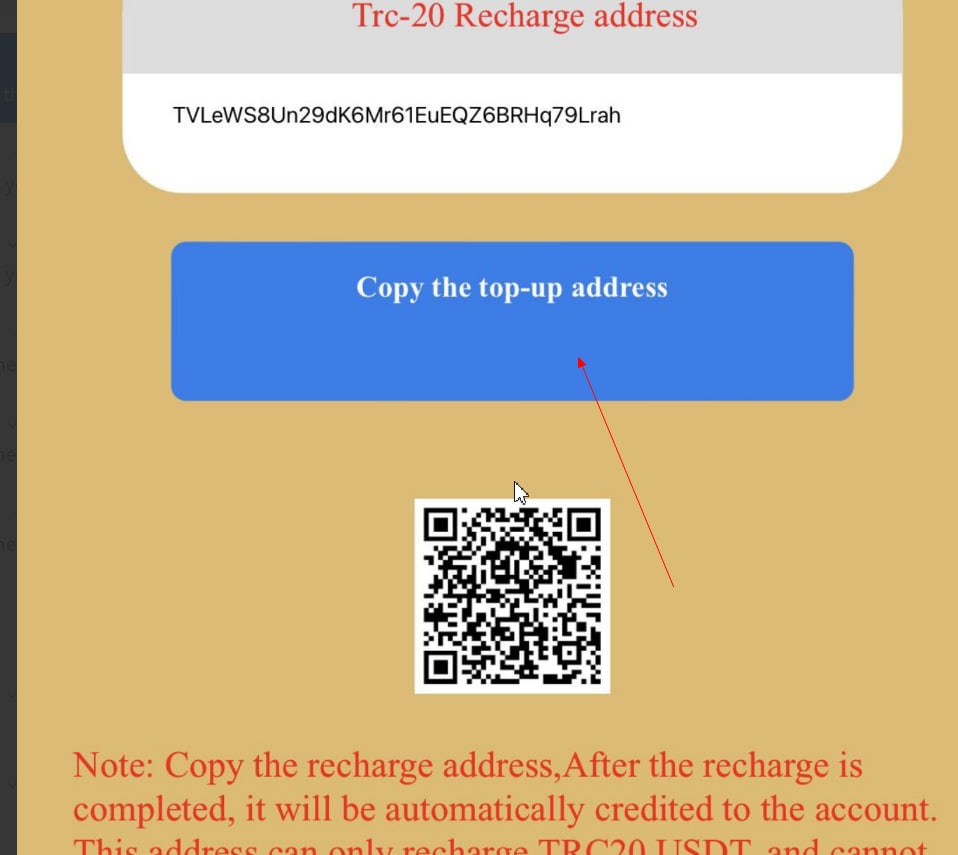 Trc-20 Recharge address
TVLeWS8Un29dK6Mr61EuEQZ6BRHq79Lrah
Copy the top-up address
Note: Copy the recharge address,After the recharge is
completed, it will be automatically credited to the account.
This address can only recharge TRC20 USDT, and cannot